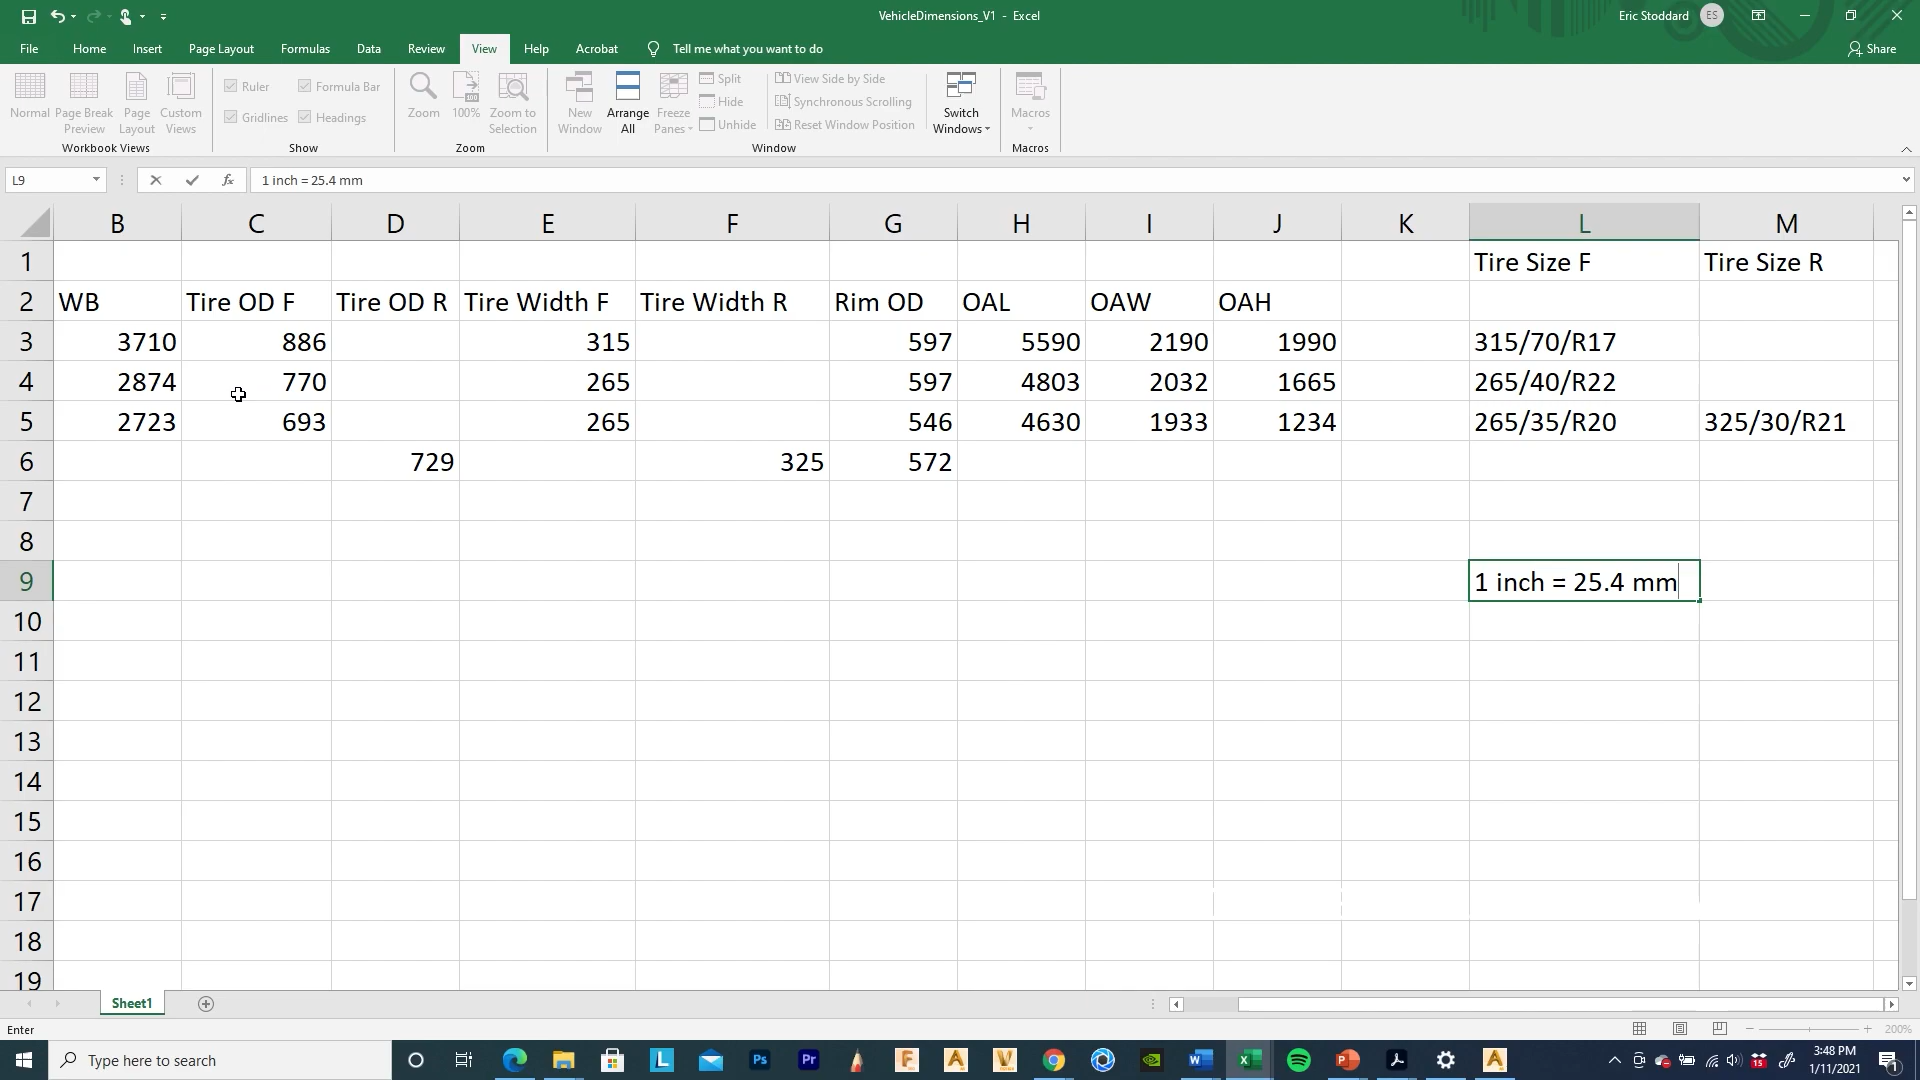 VehicleDimensions_V1 - Excel
Eric Stoddard ES
File Home Insert Page Layout Formulas Data Review View Help Acrobat Tell me what you want to do Share
Normal Page Break Preview Page Layout Custom Views
Workbook Views
Ruler Formula Bar
Gridlines Headings
Show
Zoom 100% Zoom to Selection
Zoom
New Window Arrange All Freeze Panes
Split View Side by Side
Hide Synchronous Scrolling
Unhide Reset Window Position
Switch Windows
Window
Macros
Macros
L9 fx 1 inch = 25.4 mm
B C D E F G H I J K L M
1 Tire Size F Tire Size R
2 WB Tire OD F Tire OD R Tire Width F Tire Width R Rim OD OAL OAW OAH
3 3710 886 315 597 5590 2190 1990 315/70/R17
4 2874 770 265 597 4803 2032 1665 265/40/R22
5 2723 693 265 546 4630 1933 1234 265/35/R20 325/30/R21
6 729 325 572
7
8
9 1 inch = 25.4 mm
10
11
12
13
14
15
16
17
18
19
Sheet1
Enter 200%
Type here to search
L Ps Pr F A V W X P A
15
3:48 PM
1/11/2021
1